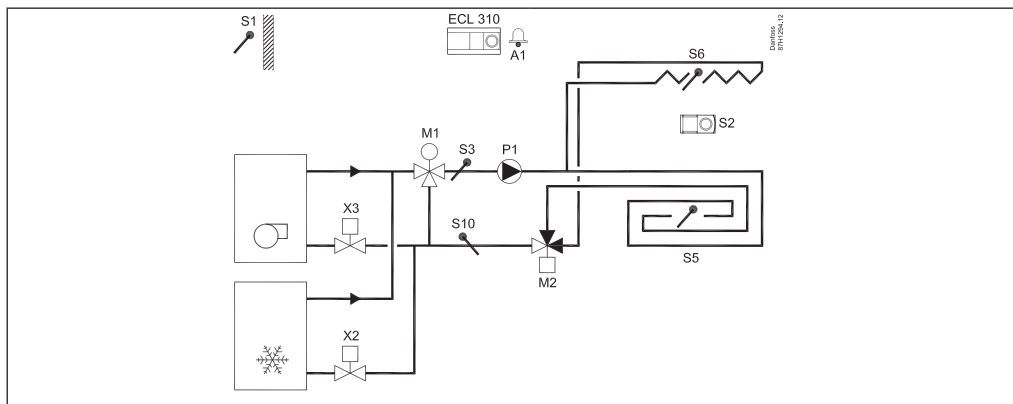 S1
ECL 310
A1
Danfoss
87H1294.12
S6
S2
M1
S3
P1
X3
S10
M2
S5
X2